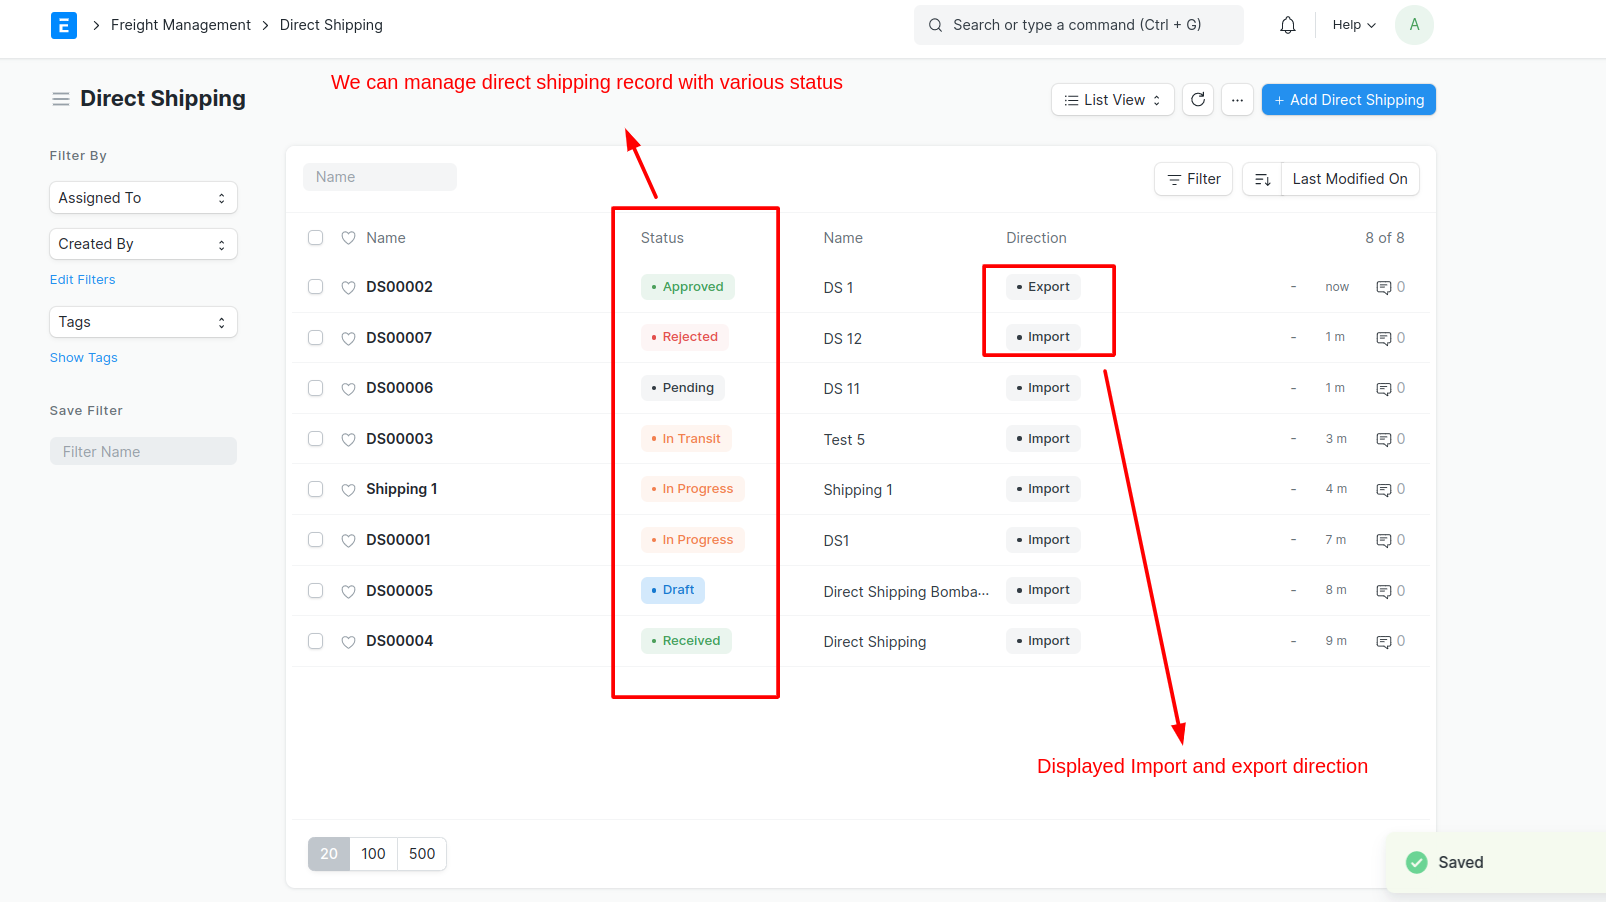 E Freight Management Direct Shipping Search or type a command (Ctrl + G) Help A
We can manage direct shipping record with various status
Direct Shipping List View ... + Add Direct Shipping
Filter By
Name Filter Last Modified On
Assigned To
Created By
Edit Filters
Tags
Show Tags
Save Filter
Filter Name
Name Status Name Direction 8 of 8
DS00002 Approved DS 1 Export - now 0
DS00007 Rejected DS 12 Import - 1 m 0
DS00006 Pending DS 11 Import - 1 m 0
DS00003 In Transit Test 5 Import - 3 m 0
Shipping 1 In Progress Shipping 1 Import - 4 m 0
DS00001 In Progress DS1 Import - 7 m 0
DS00005 Draft Direct Shipping Bomba... Import - 8 m 0
DS00004 Received Direct Shipping Import - 9 m 0
Displayed Import and export direction
20 100 500
Saved